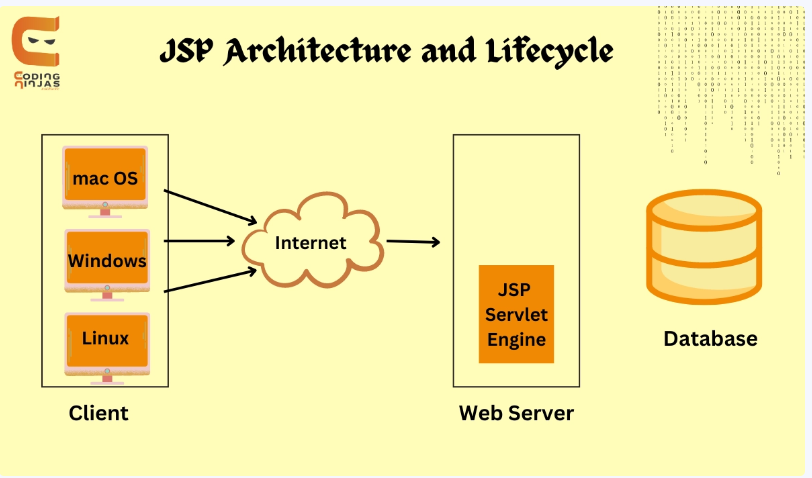 JSP Architecture and Lifecycle
CODING
NINJAS
mac OS
Windows
Linux
Client
Internet
JSP
Servlet
Engine
Web Server
Database